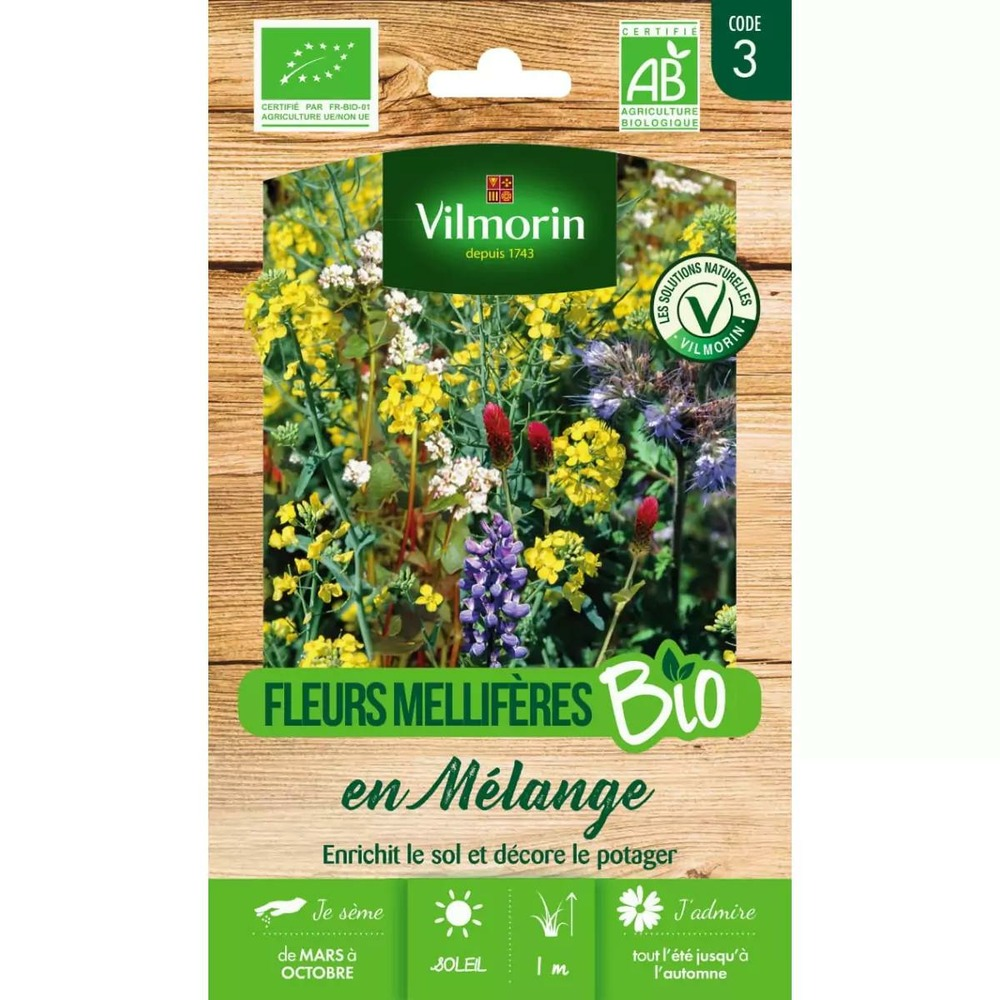 CERTIFIÉ PAR FR-BIO-01
AGRICULTURE UE/NON UE
CERTIFIÉ
AB
AGRICULTURE
BIOLOGIQUE
CODE
3
Vilmorin
depuis 1743
LES SOLUTIONS NATURELLES
V
• VILMORIN •
FLEURS MELLIFÈRES Bio
en Mélange
Enrichit le sol et décore le potager
Je sème
de MARS à
OCTOBRE
SOLEIL
1 m
J'admire
tout l'été jusqu'à
l'automne